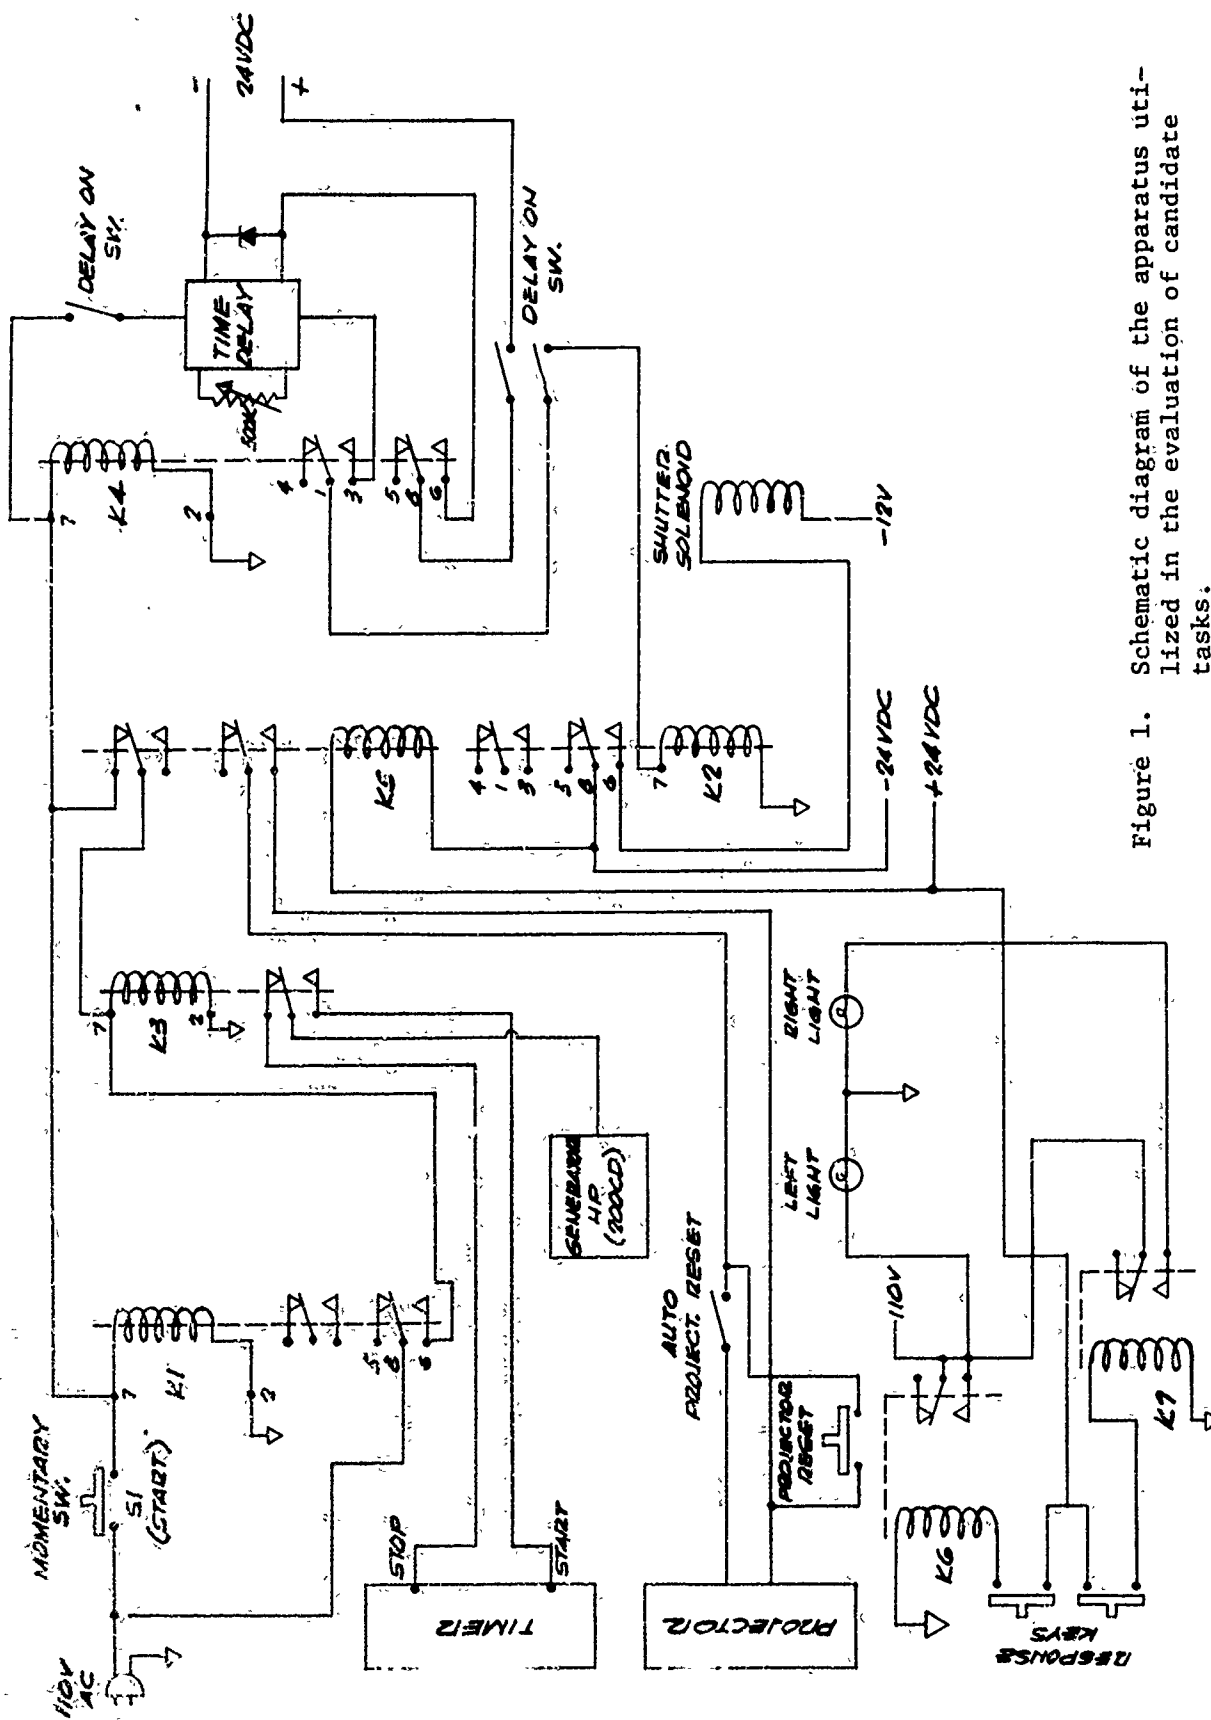 110V
AC
MOMENTARY
SW.
S1
(START)
7
K1
2
5
8
6
TIMER
STOP
START
7
K3
2
GENERATOR
HP
(200CD)
7
K4
2
4
1
3
5
8
6
DELAY ON
SW.
TIME
DELAY
500K
-
24VDC
+
DELAY ON
SW.
K5
4
1
3
5
8
6
7
K2
SHUTTER
SOLENOID
-12V
-24VDC
+24VDC
PROJECTOR
AUTO
PROJECT. RESET
PROJECTOR
RESET
LEFT
LIGHT
RIGHT
LIGHT
R
110V
K6
K9
RESPONSE
KEYS
Figure 1. Schematic diagram of the apparatus uti-
lized in the evaluation of candidate
tasks.